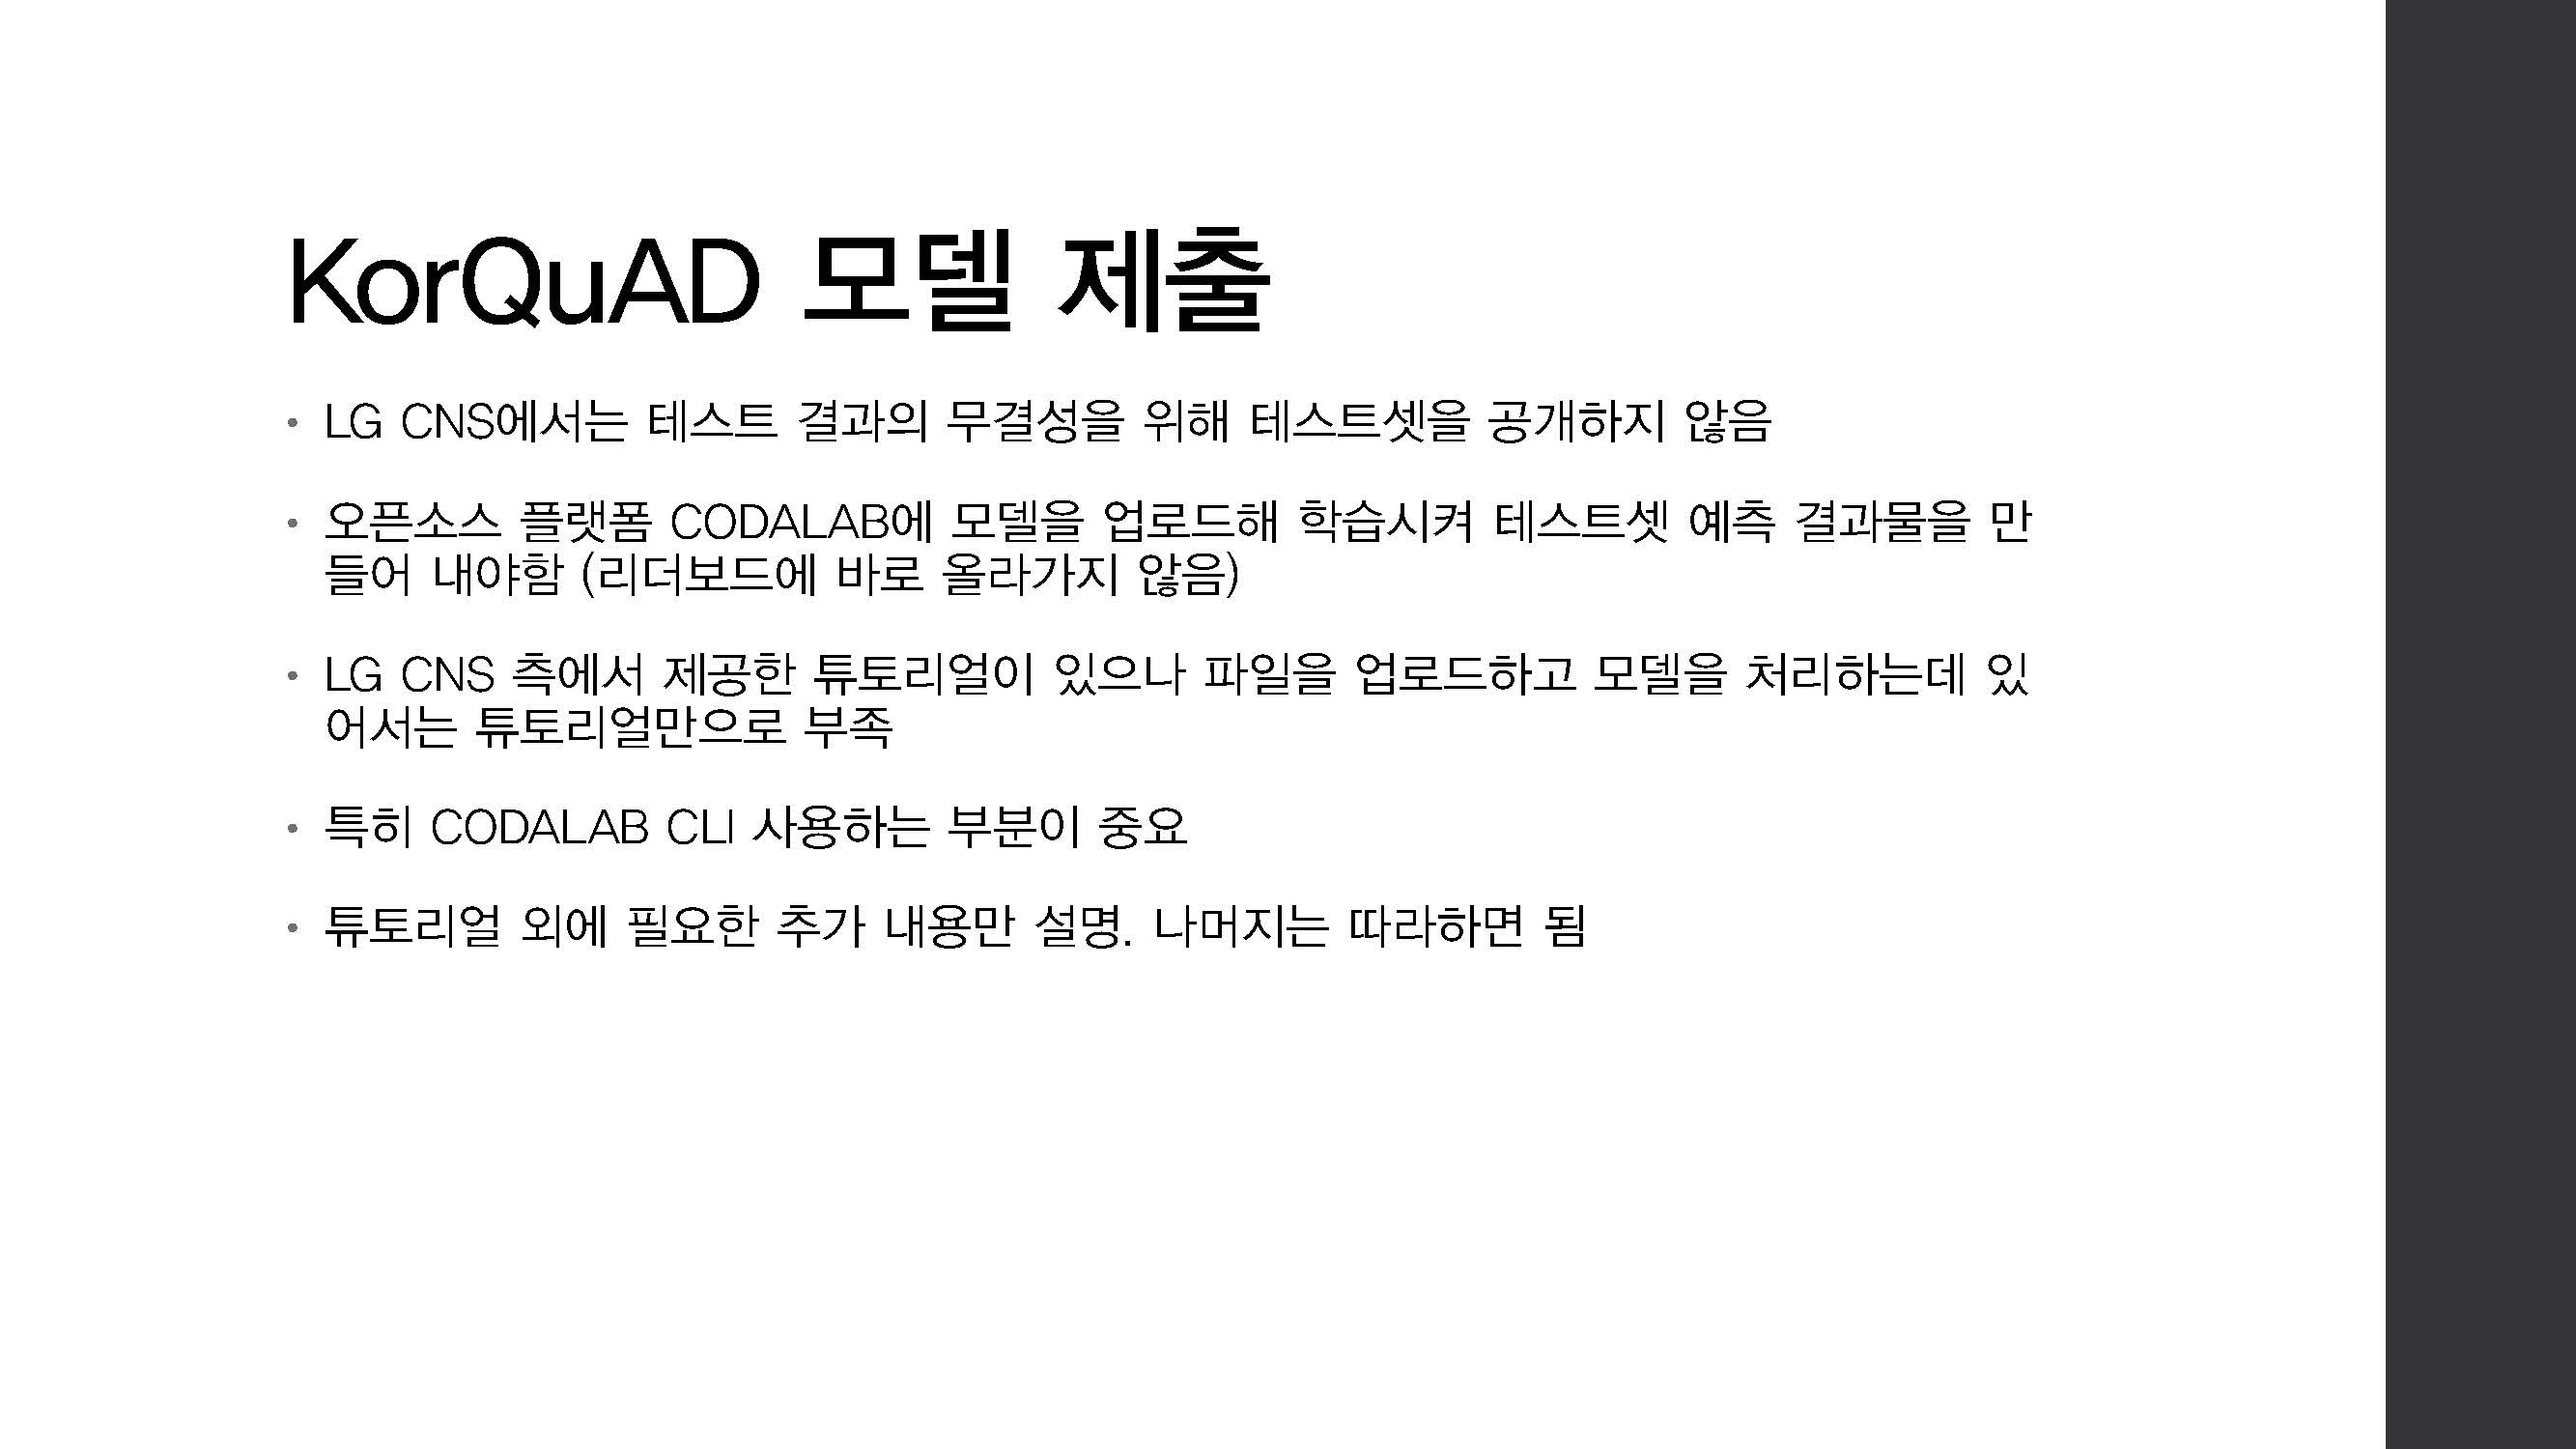 KorQuAD 모델 제출
• LG CNS에서는 테스트 결과의 무결성을 위해 테스트셋을 공개하지 않음
• 오픈소스 플랫폼 CODALAB에 모델을 업로드해 학습시켜 테스트셋 예측 결과물을 만
들어 내야함 (리더보드에 바로 올라가지 않음)
• LG CNS 측에서 제공한 튜토리얼이 있으나 파일을 업로드하고 모델을 처리하는데 있
어서는 튜토리얼만으로 부족
• 특히 CODALAB CLI 사용하는 부분이 중요
• 튜토리얼 외에 필요한 추가 내용만 설명. 나머지는 따라하면 됨